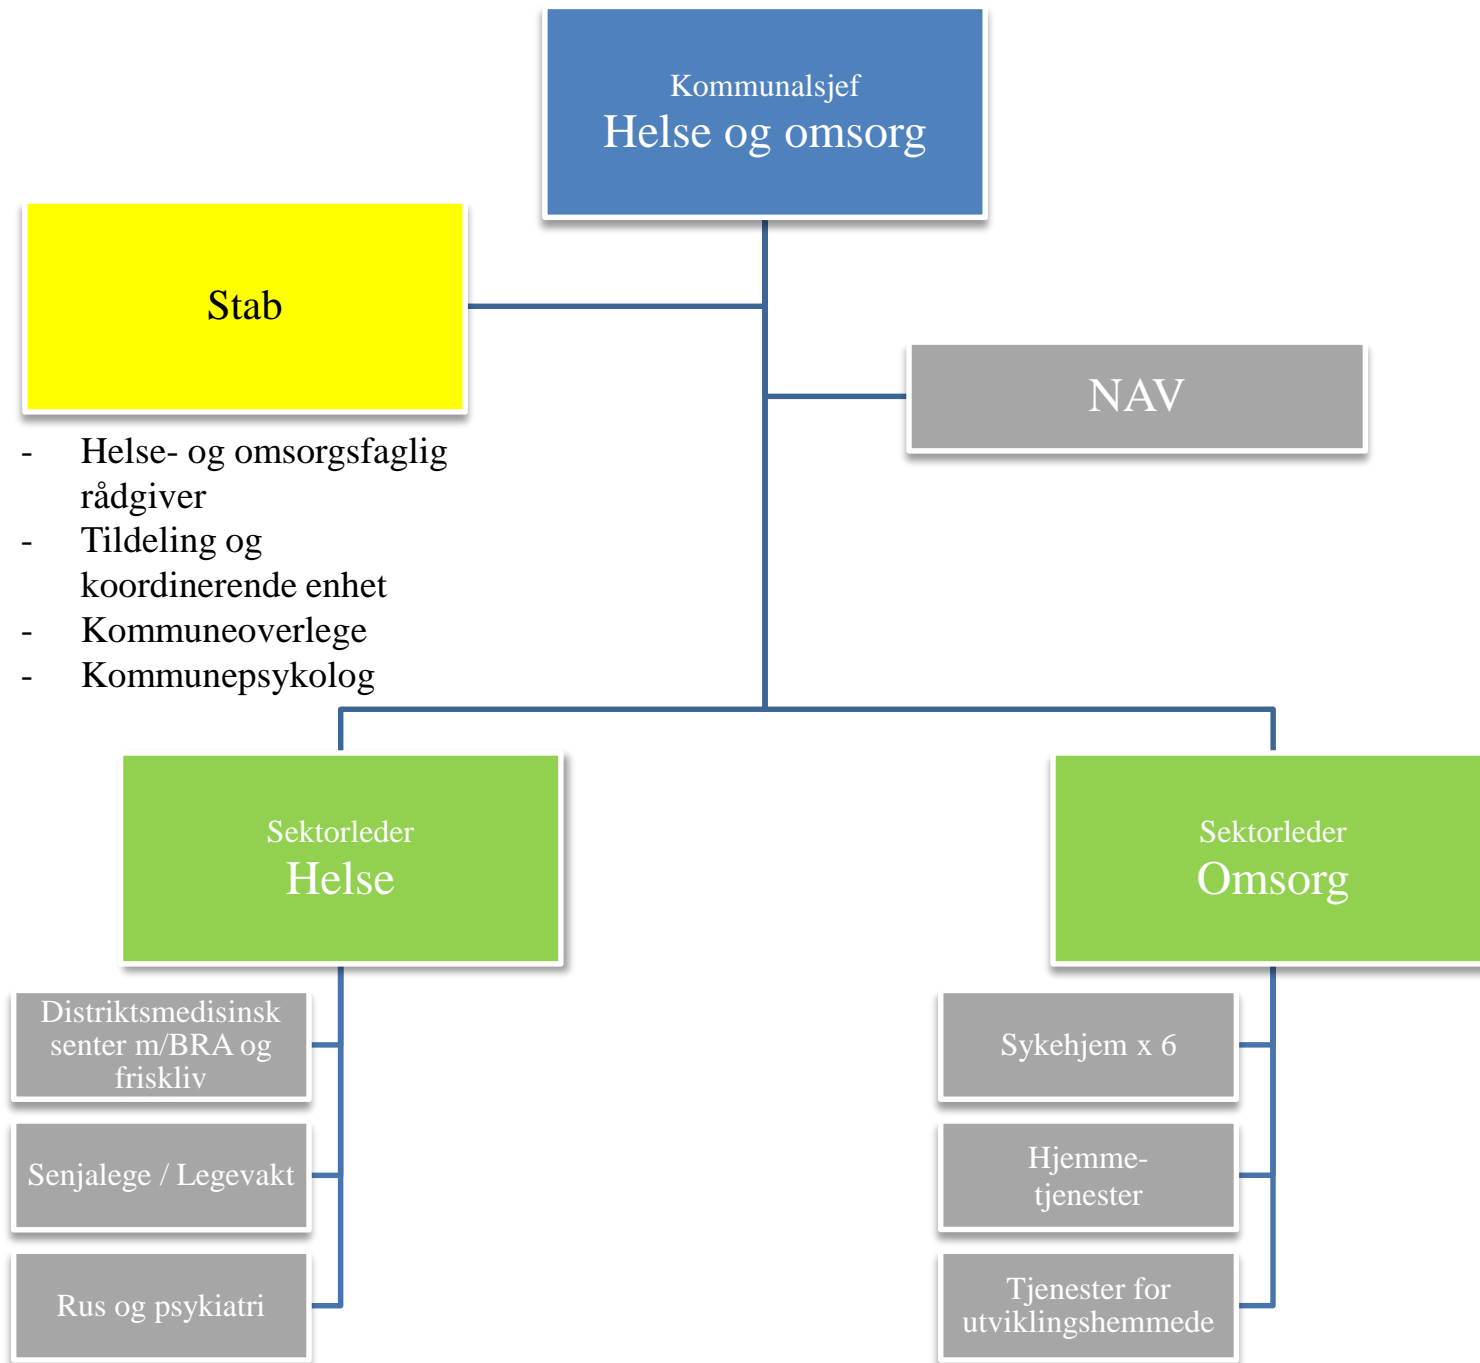 Kommunalsjef
Helse og omsorg
Stab
NAV
- Helse- og omsorgsfaglig
rådgiver
- Tildeling og
koordinerende enhet
- Kommuneoverlege
- Kommunepsykolog
Sektorleder
Helse
Sektorleder
Omsorg
Distriktsmedisinsk
senter m/BRA og
friskliv
Senjalege / Legevakt
Rus og psykiatri
Sykehjem x 6
Hjemme-
tjenester
Tjenester for
utviklingshemmede